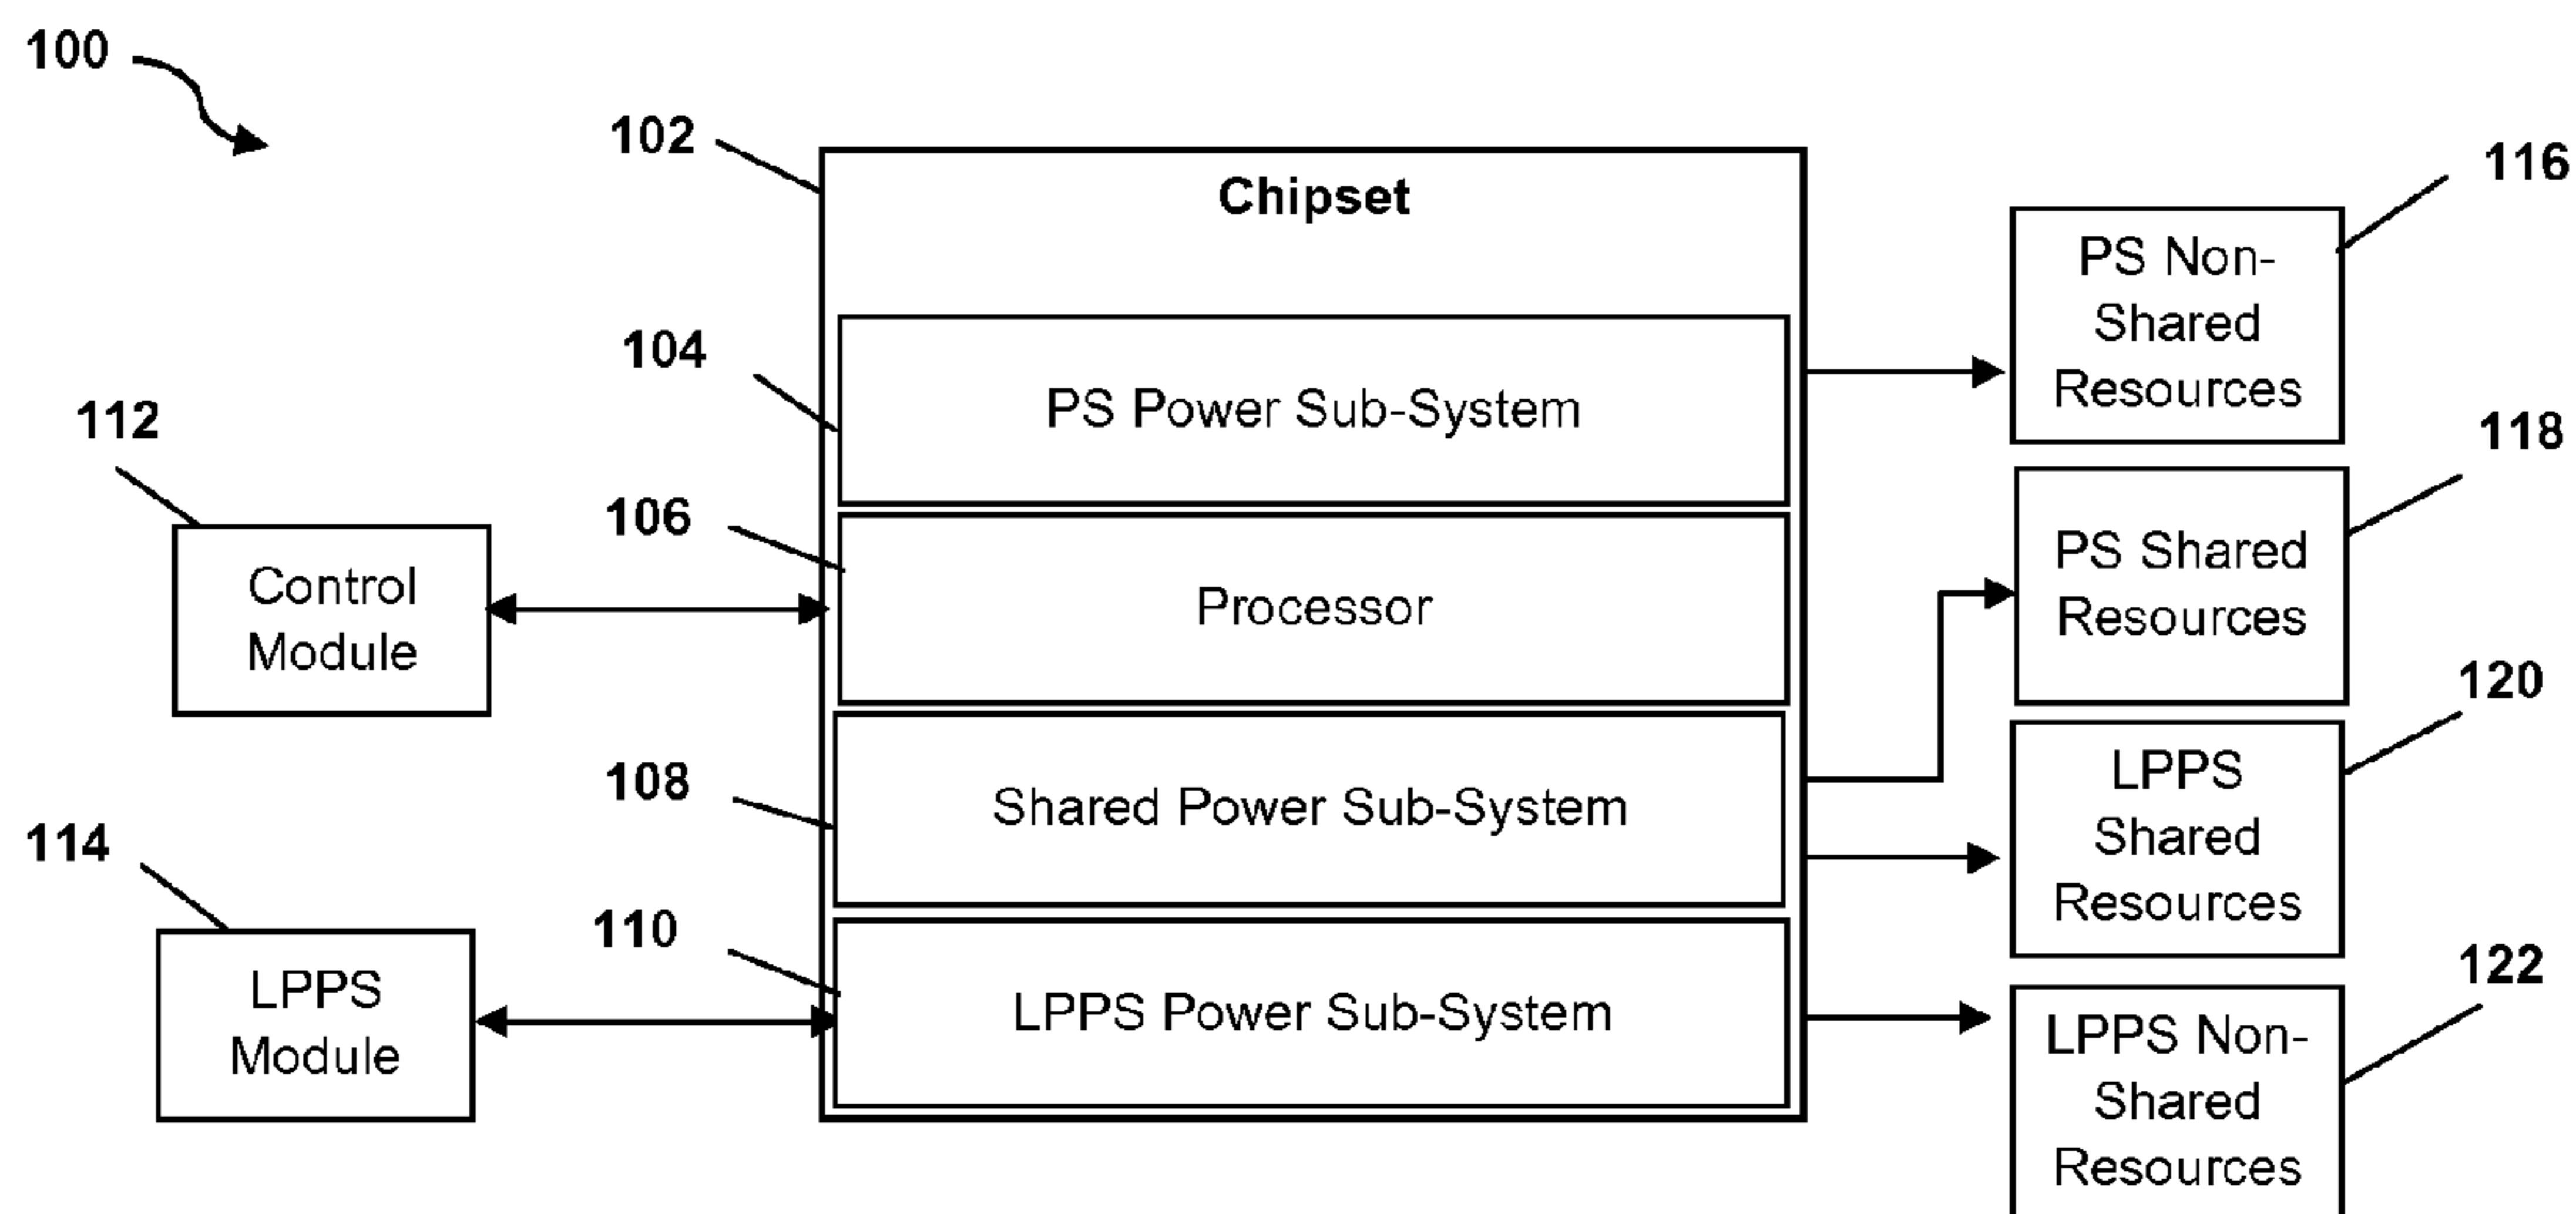 100
102
Chipset
116
PS Non-
Shared
Resources
104
PS Power Sub-System
112
118
106
Control
Module
Processor
PS Shared
Resources
120
108
Shared Power Sub-System
LPPS
Shared
Resources
114
110
122
LPPS
Module
LPPS Power Sub-System
LPPS Non-
Shared
Resources